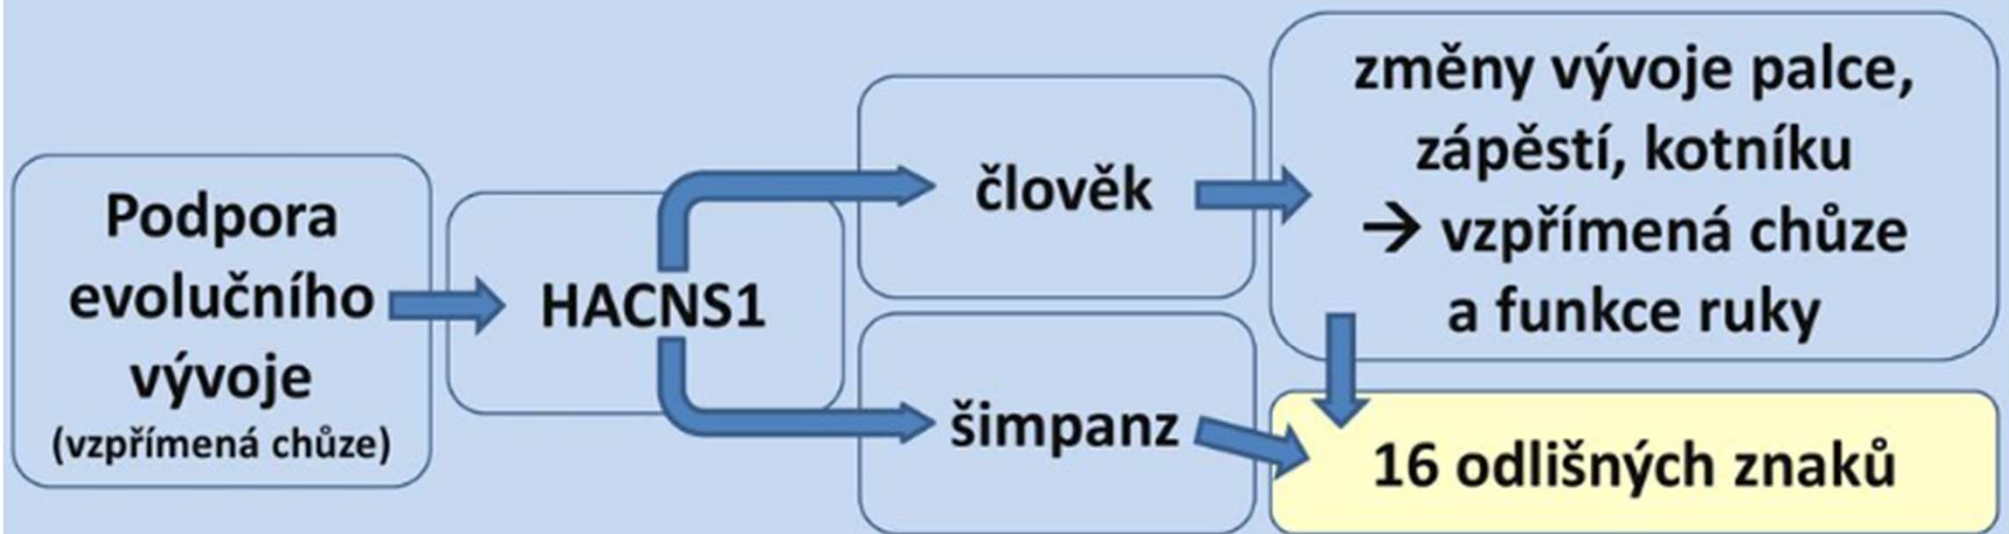 Podpora
evolučního
vývoje
(vzpřímená chůze)
HACNS1
člověk
šimpanz
změny vývoje palce,
zápěstí, kotníku
→ vzpřímená chůze
a funkce ruky
16 odlišných znaků